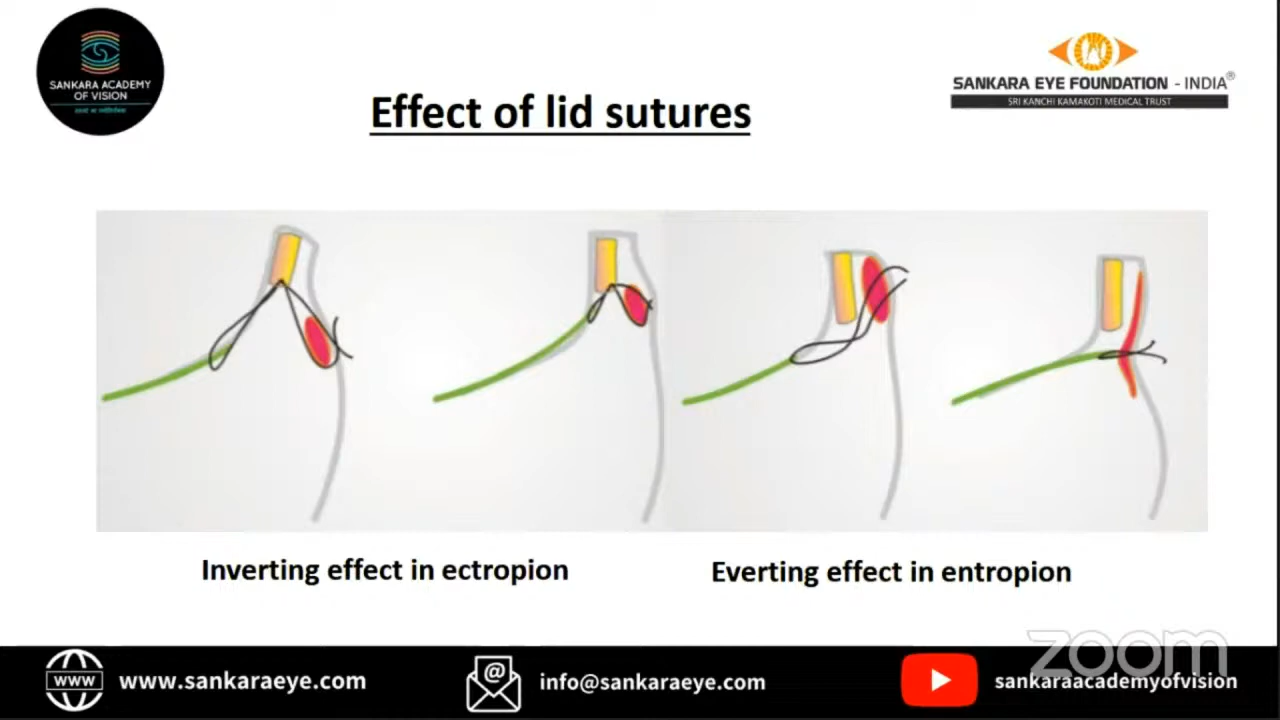 SANKARA ACADEMY
OF VISION
SANKARA EYE FOUNDATION - INDIA®
SRI KANCHI KAMAKOTI MEDICAL TRUST
Effect of lid sutures
Inverting effect in ectropion
Everting effect in entropion
zoom
www
www.sankaraeye.com
@
info@sankaraeye.com
sankaraacademyofvision